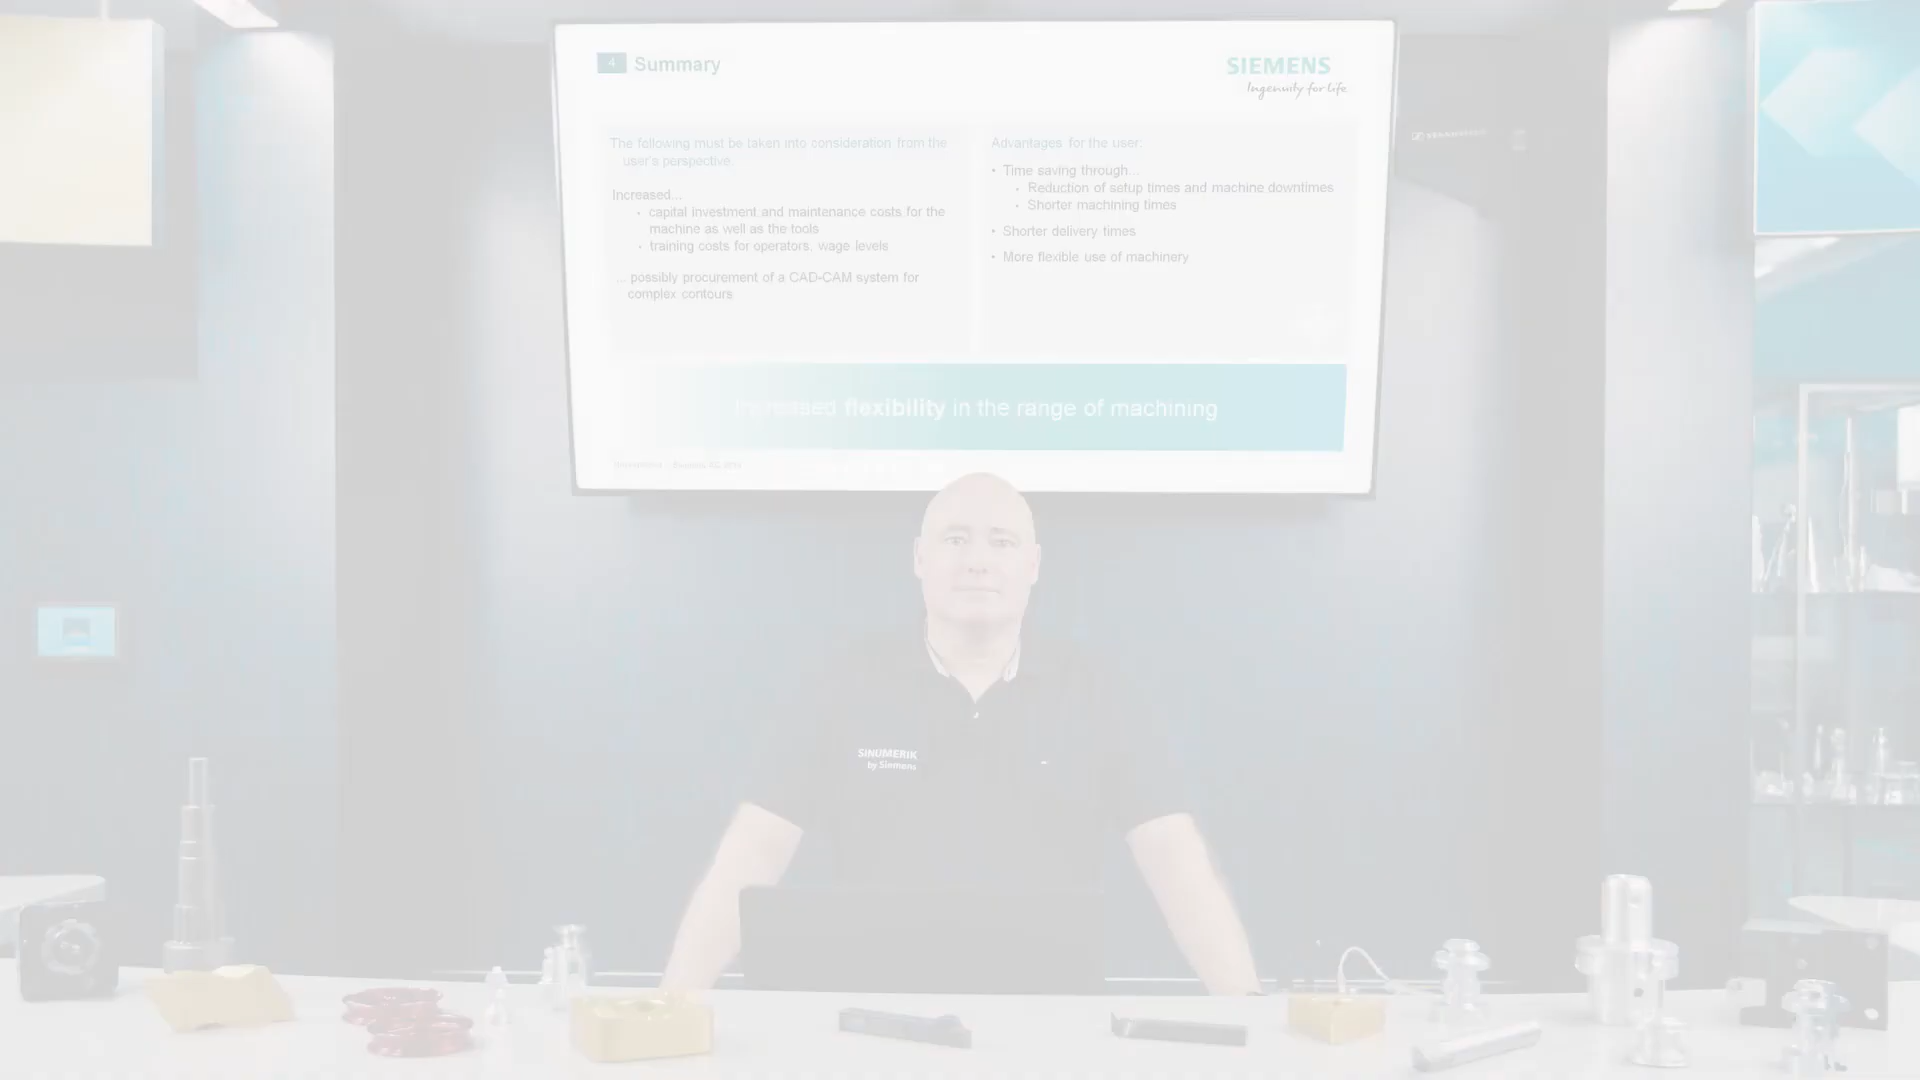 4 Summary
SIEMENS
Ingenuity for life
The following must be taken into consideration from the
user's perspective:
Increased...
• capital investment and maintenance costs for the
machine as well as the tools
• training costs for operators, wage levels
... possibly procurement of a CAD-CAM system for
complex contours
Advantages for the user:
• Time saving through...
• Reduction of setup times and machine downtimes
• Shorter machining times
• Shorter delivery times
• More flexible use of machinery
Increased flexibility in the range of machining
SENNHEISER
SINUMERIK
by Siemens